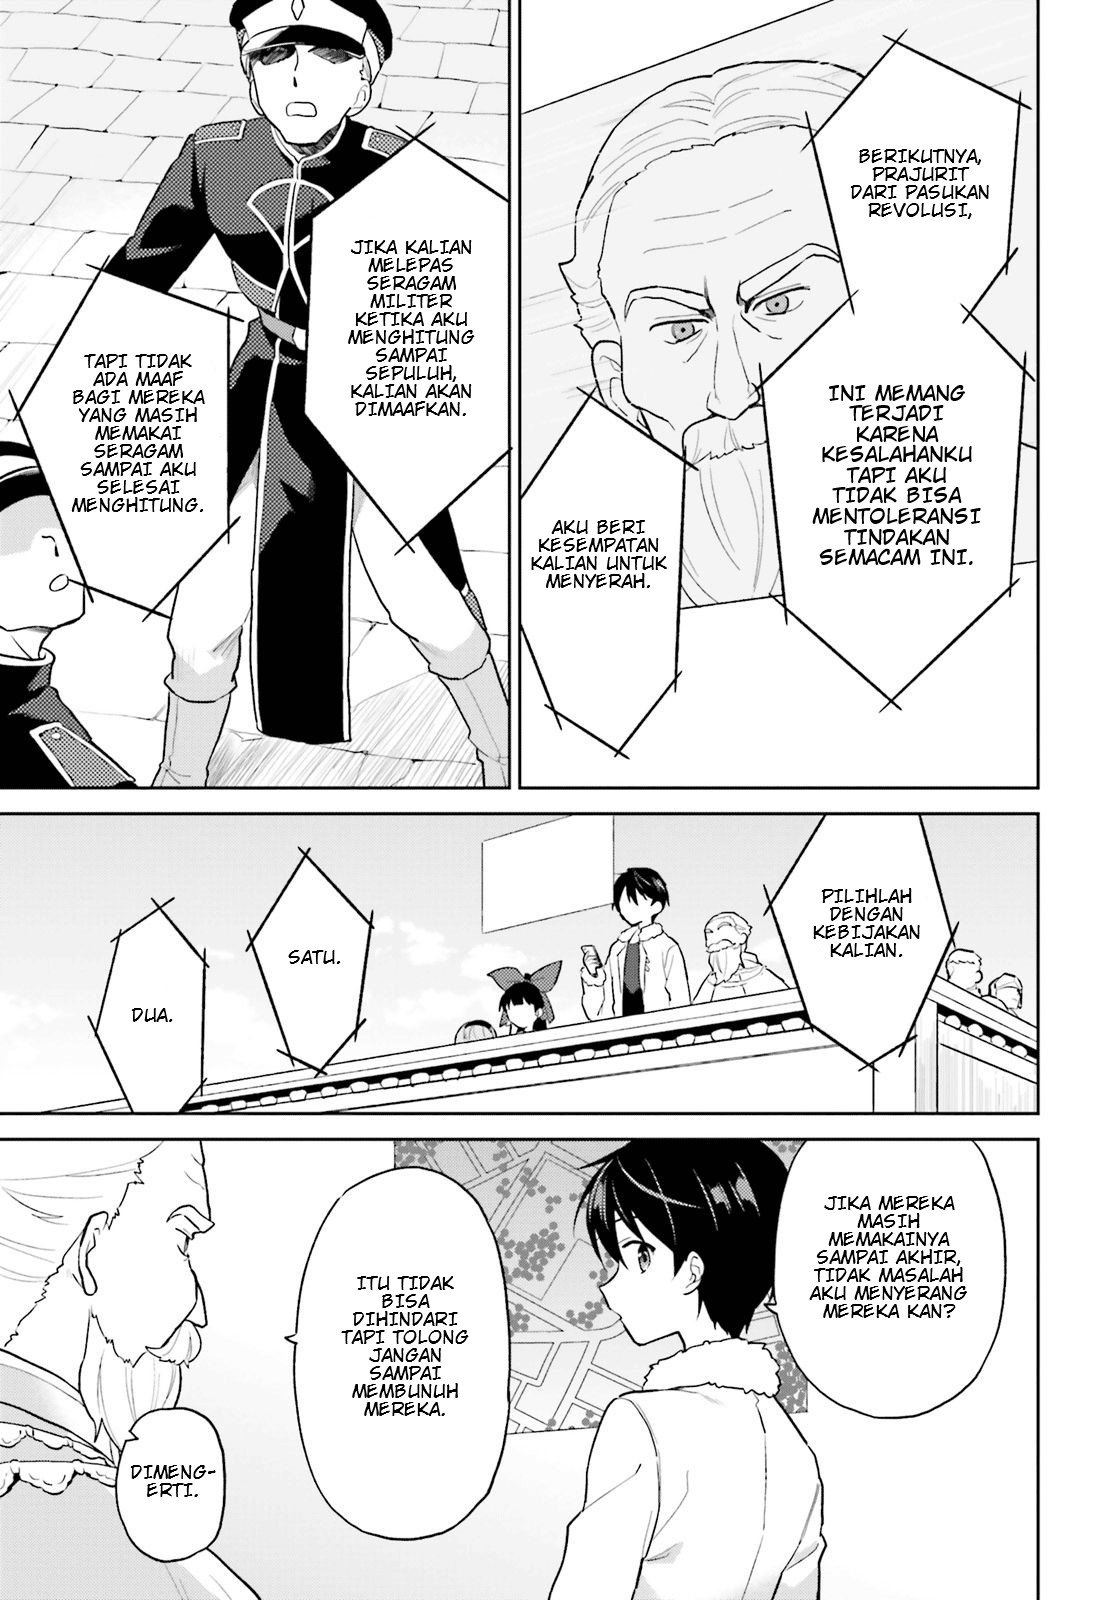 BERIKUTNYA,
PRAJURIT
DARI PASUKAN
REVOLUSI,
INI MEMANG
TERJADI
KARENA
KESALAHANKU
TAPI AKU
TIDAK BISA
MENTOLERANSI
TINDAKAN
SEMACAM INI.
AKU BERI
KESEMPATAN
KALIAN UNTUK
MENYERAH.
JIKA KALIAN
MELEPAS
SERAGAM
MILITER
KETIKA AKU
MENGHITUNG
SAMPAI
SEPULUH,
KALIAN AKAN
DIMAAFKAN.
TAPI TIDAK
ADA MAAF
BAGI MEREKA
YANG MASIH
MEMAKAI
SERAGAM
SAMPAI AKU
SELESAI
MENGHITUNG.
PILIHLAH
DENGAN
KEBIJAKAN
KALIAN.
SATU.
DUA.
JIKA MEREKA
MASIH
MEMAKAINYA
SAMPAI AKHIR,
TIDAK MASALAH
AKU MENYERANG
MEREKA KAN?
ITU TIDAK
BISA
DIHINDARI
TAPI TOLONG
JANGAN
SAMPAI
MEMBUNUH
MEREKA.
DIMENG-
ERTI.